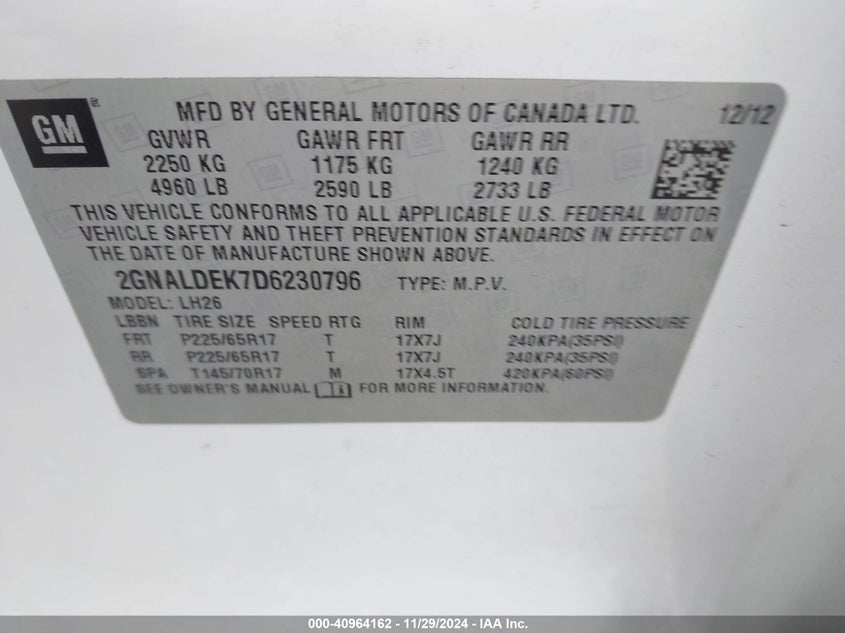 GM ® MFD BY GENERAL MOTORS OF CANADA LTD. 12/12
GVWR GAWR FRT GAWR RR
2250 KG 1175 KG 1240 KG
4960 LB 2590 LB 2733 LB
THIS VEHICLE CONFORMS TO ALL APPLICABLE U.S. FEDERAL MOTOR
VEHICLE SAFETY AND THEFT PREVENTION STANDARDS IN EFFECT ON
THE DATE OF MANUFACTURE SHOWN ABOVE.
2GNALDEK7D6230796 TYPE: M.P.V.
MODEL: LH26
LBBN TIRE SIZE SPEED RTG RIM COLD TIRE PRESSURE
FRT P225/65R17 T 17X7J 240KPA(35PSI)
RR P225/65R17 T 17X7J 240KPA(35PSI)
SPA T145/70R17 M 17X4.5T 420KPA(60PSI)
SEE OWNER'S MANUAL i FOR MORE INFORMATION.
000-40964162 - 11/29/2024 - IAA Inc.